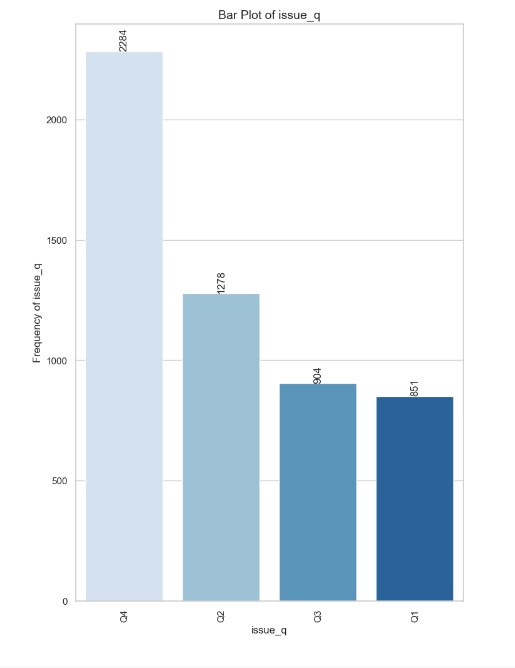 Bar Plot of issue_q
2284
1278
904
851
Frequency of issue_q
2000
1500
1000
500
0
Q4
Q2
Q3
Q1
issue_q